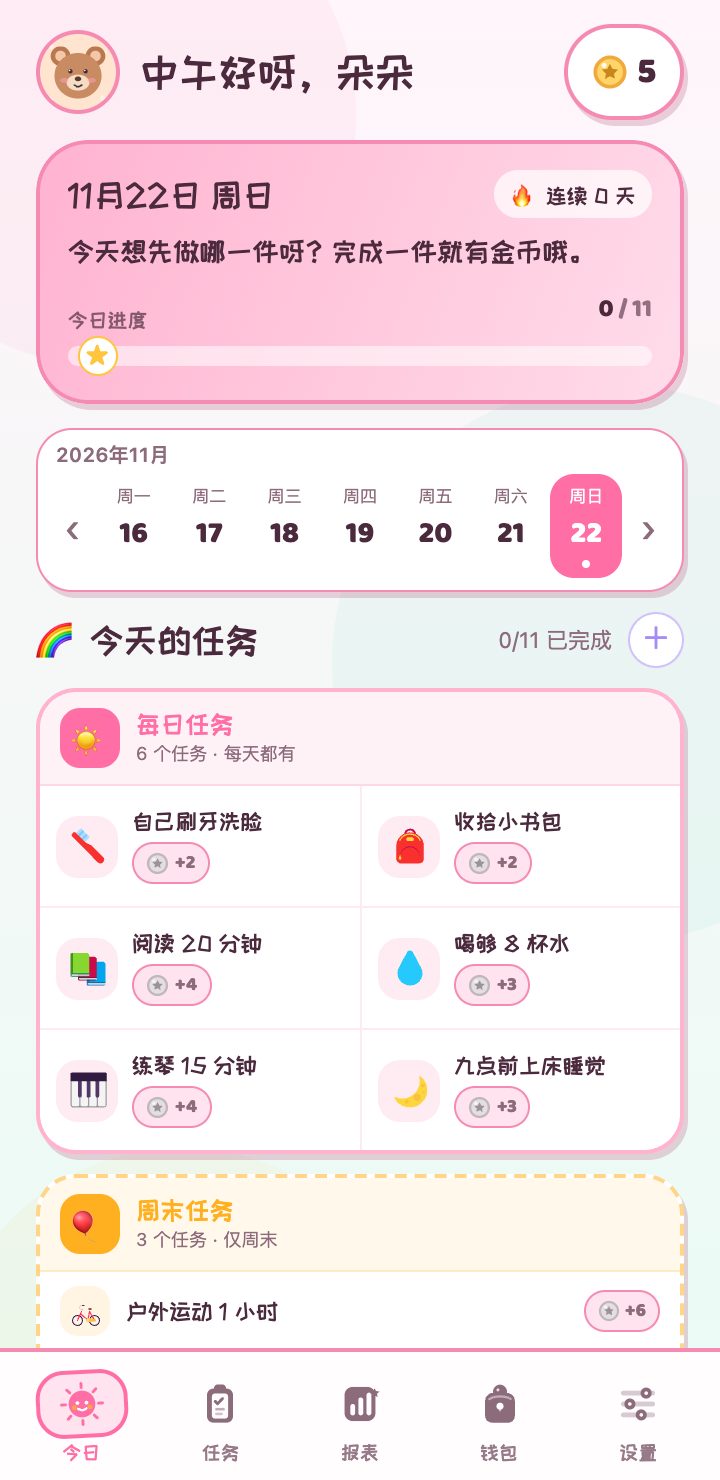 中午好呀，朵朵
5
11月22日 周日
连续 0 天
今天想先做哪一件呀？完成一件就有金币哦。
今日进度
0 / 11
2026年11月
周一 周二 周三 周四 周五 周六 周日
16 17 18 19 20 21 22
今天的任务
0/11 已完成
每日任务
6 个任务 · 每天都有
自己刷牙洗脸
+2
收拾小书包
+2
阅读 20 分钟
+4
喝够 8 杯水
+3
练琴 15 分钟
+4
九点前上床睡觉
+3
周末任务
3 个任务 · 仅周末
户外运动 1 小时
+6
今日 任务 报表 钱包 设置